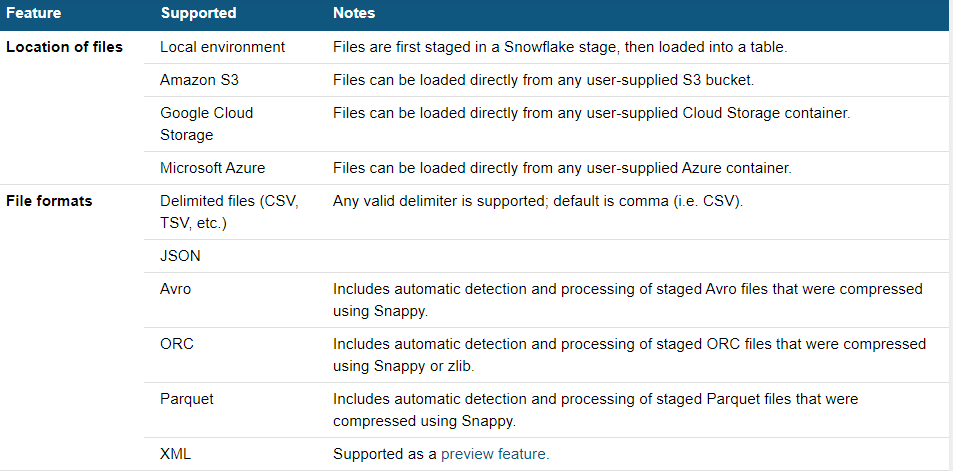 Feature Supported Notes
Location of files Local environment Files are first staged in a Snowflake stage, then loaded into a table.
Amazon S3 Files can be loaded directly from any user-supplied S3 bucket.
Google Cloud Files can be loaded directly from any user-supplied Cloud Storage container.
Storage
Microsoft Azure Files can be loaded directly from any user-supplied Azure container.
File formats Delimited files (CSV, Any valid delimiter is supported; default is comma (i.e. CSV).
TSV, etc.)
JSON
Avro Includes automatic detection and processing of staged Avro files that were compressed
using Snappy.
ORC Includes automatic detection and processing of staged ORC files that were compressed
using Snappy or zlib.
Parquet Includes automatic detection and processing of staged Parquet files that were
compressed using Snappy.
XML Supported as a preview feature.